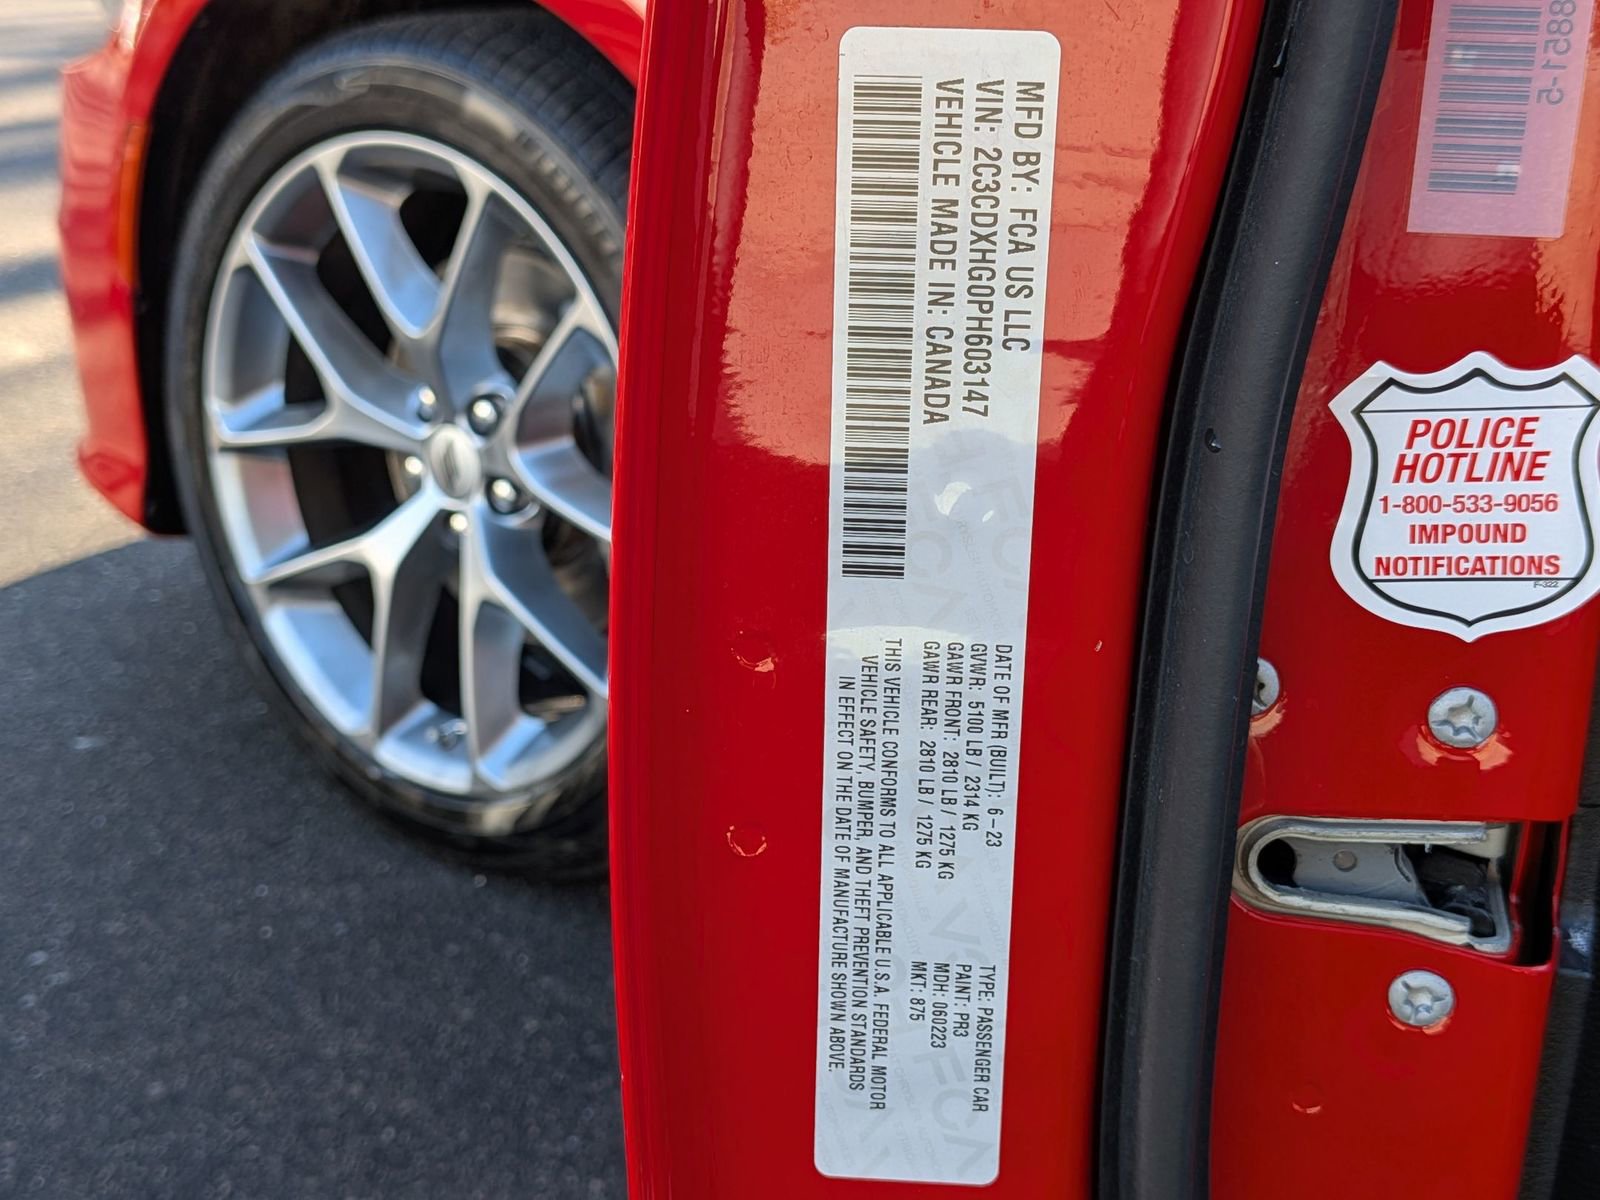 MFD BY: FCA US LLC
VIN: 2C3CDXHG0PH603147
VEHICLE MADE IN: CANADA
DATE OF MFR (BUILT): 6–23
GVWR: 5100 LB / 2314 KG
GAWR FRONT: 2810 LB / 1275 KG
GAWR REAR: 2810 LB / 1275 KG
TYPE: PASSENGER CAR
PAINT: PR3
MDH: 060223
MKT: 875
THIS VEHICLE CONFORMS TO ALL APPLICABLE U.S.A. FEDERAL MOTOR
VEHICLE SAFETY, BUMPER, AND THEFT PREVENTION STANDARDS
IN EFFECT ON THE DATE OF MANUFACTURE SHOWN ABOVE.
POLICE
HOTLINE
1-800-533-9056
IMPOUND
NOTIFICATIONS
F-322